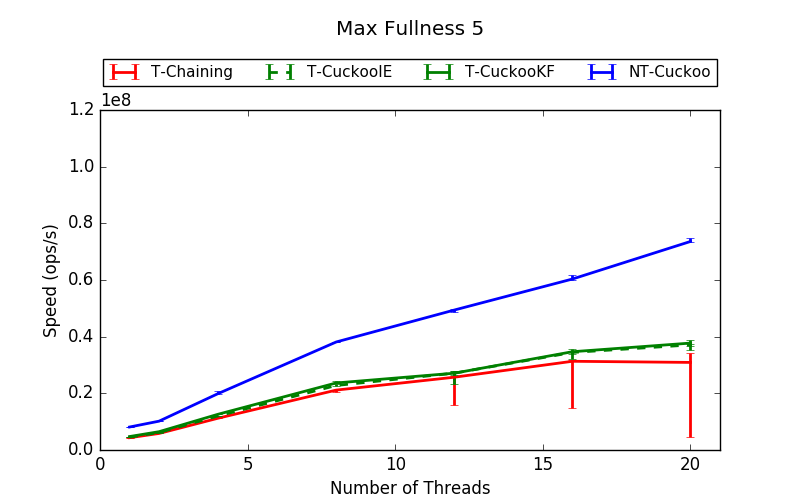 Max Fullness 5
T-Chaining T-CuckooIE T-CuckooKF NT-Cuckoo
1e8
1.2
1.0
0.8
0.6
0.4
0.2
0.0
Speed (ops/s)
0 5 10 15 20
Number of Threads